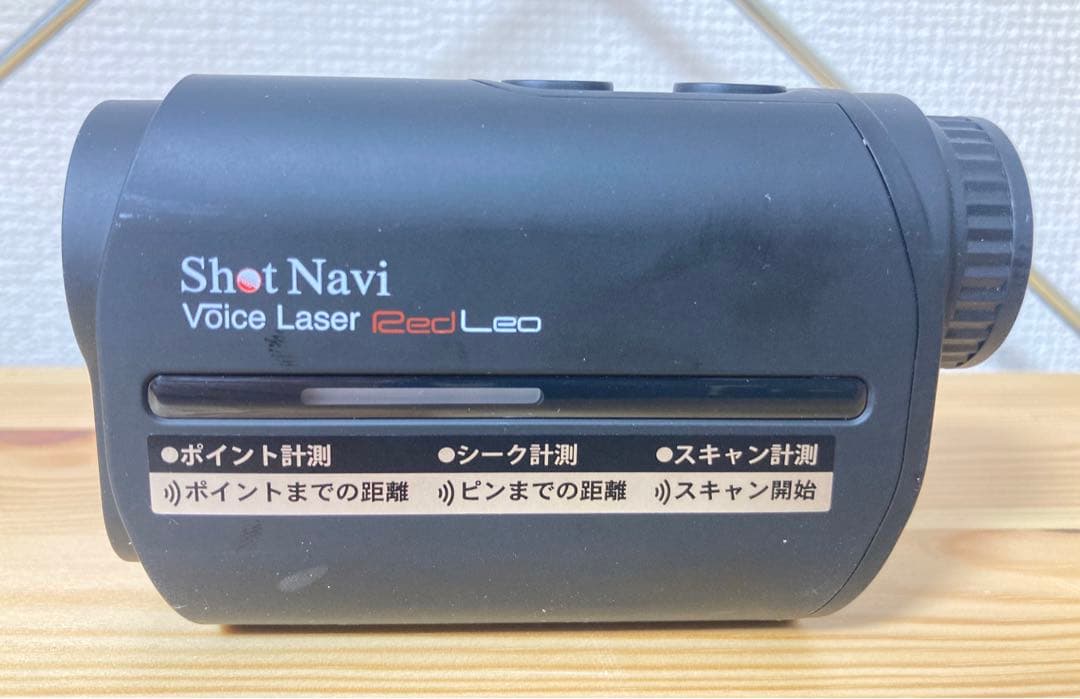 Shot Navi
Voice Laser RedLeo
●ポイント計測 ●シーク計測 ●スキャン計測
ポイントまでの距離 ピンまでの距離 スキャン開始